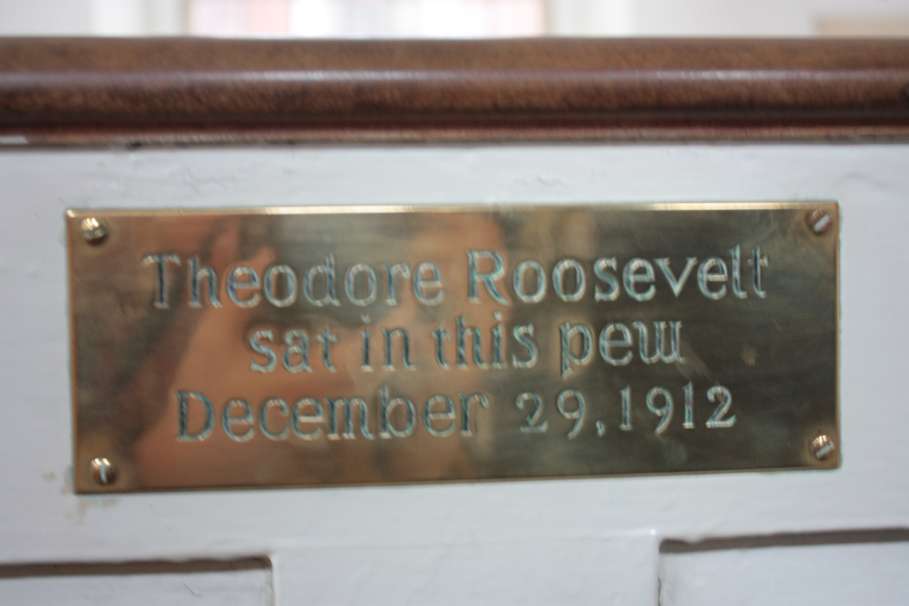 Theodore Roosevelt
sat in this pew
December 29, 1912